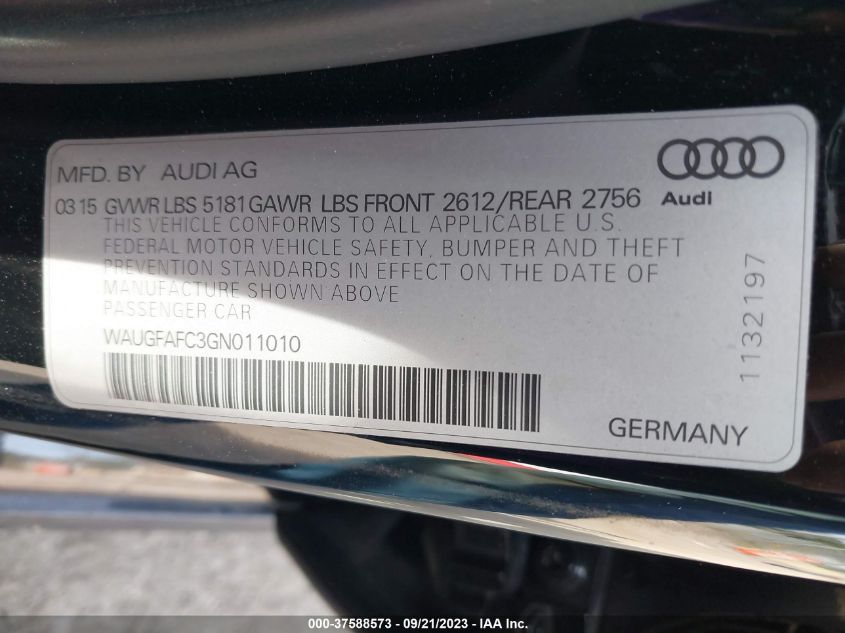 MFD. BY AUDI AG
Audi
03 15 GVWR LBS 5181 GAWR LBS FRONT 2612/REAR 2756
THIS VEHICLE CONFORMS TO ALL APPLICABLE U.S.
FEDERAL MOTOR VEHICLE SAFETY, BUMPER AND THEFT
PREVENTION STANDARDS IN EFFECT ON THE DATE OF
MANUFACTURE SHOWN ABOVE
PASSENGER CAR
WAUGFAFC3GN011010
1132197
GERMANY
000-37588573 - 09/21/2023 - IAA Inc.